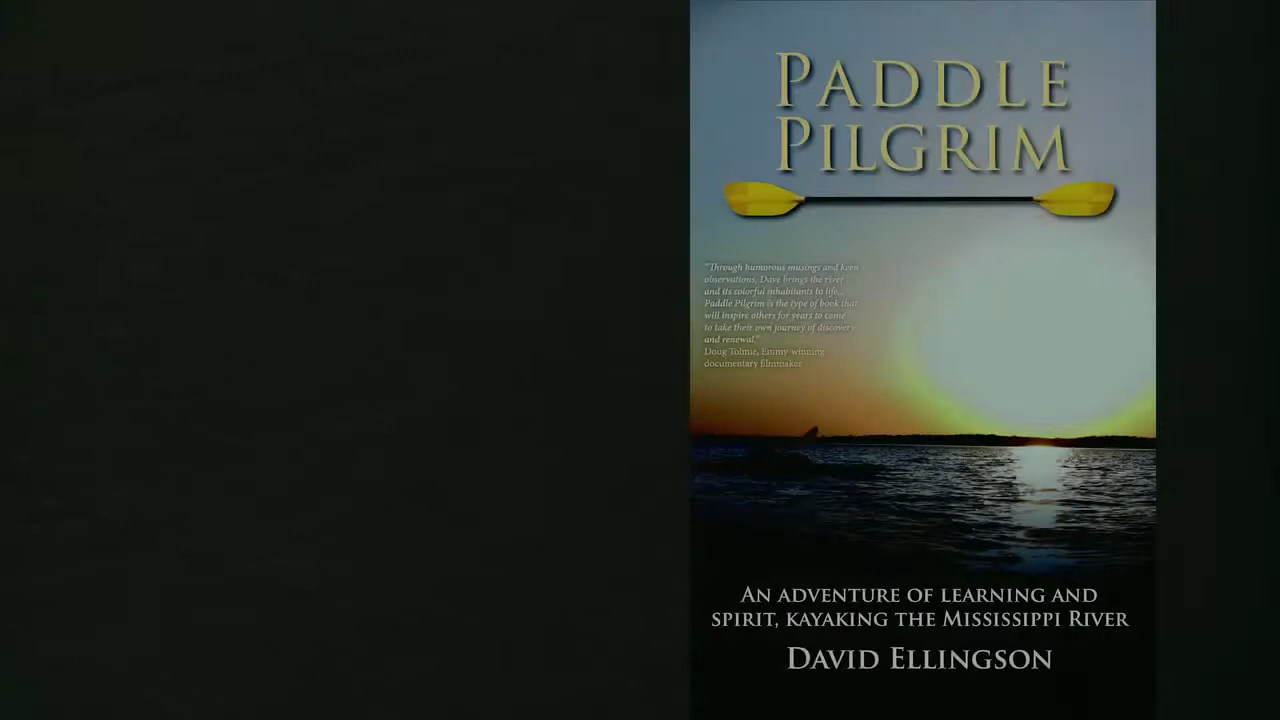 PADDLE
PILGRIM
"Through humorous musings and keen
observations, Dave brings the river
and its colorful inhabitants to life...
Paddle Pilgrim is the type of book that
will inspire others for years to come
to take their own journey of discovery
and renewal."
Doug Tolmie, Emmy-winning
documentary filmmaker
AN ADVENTURE OF LEARNING AND
SPIRIT, KAYAKING THE MISSISSIPPI RIVER
DAVID ELLINGSON